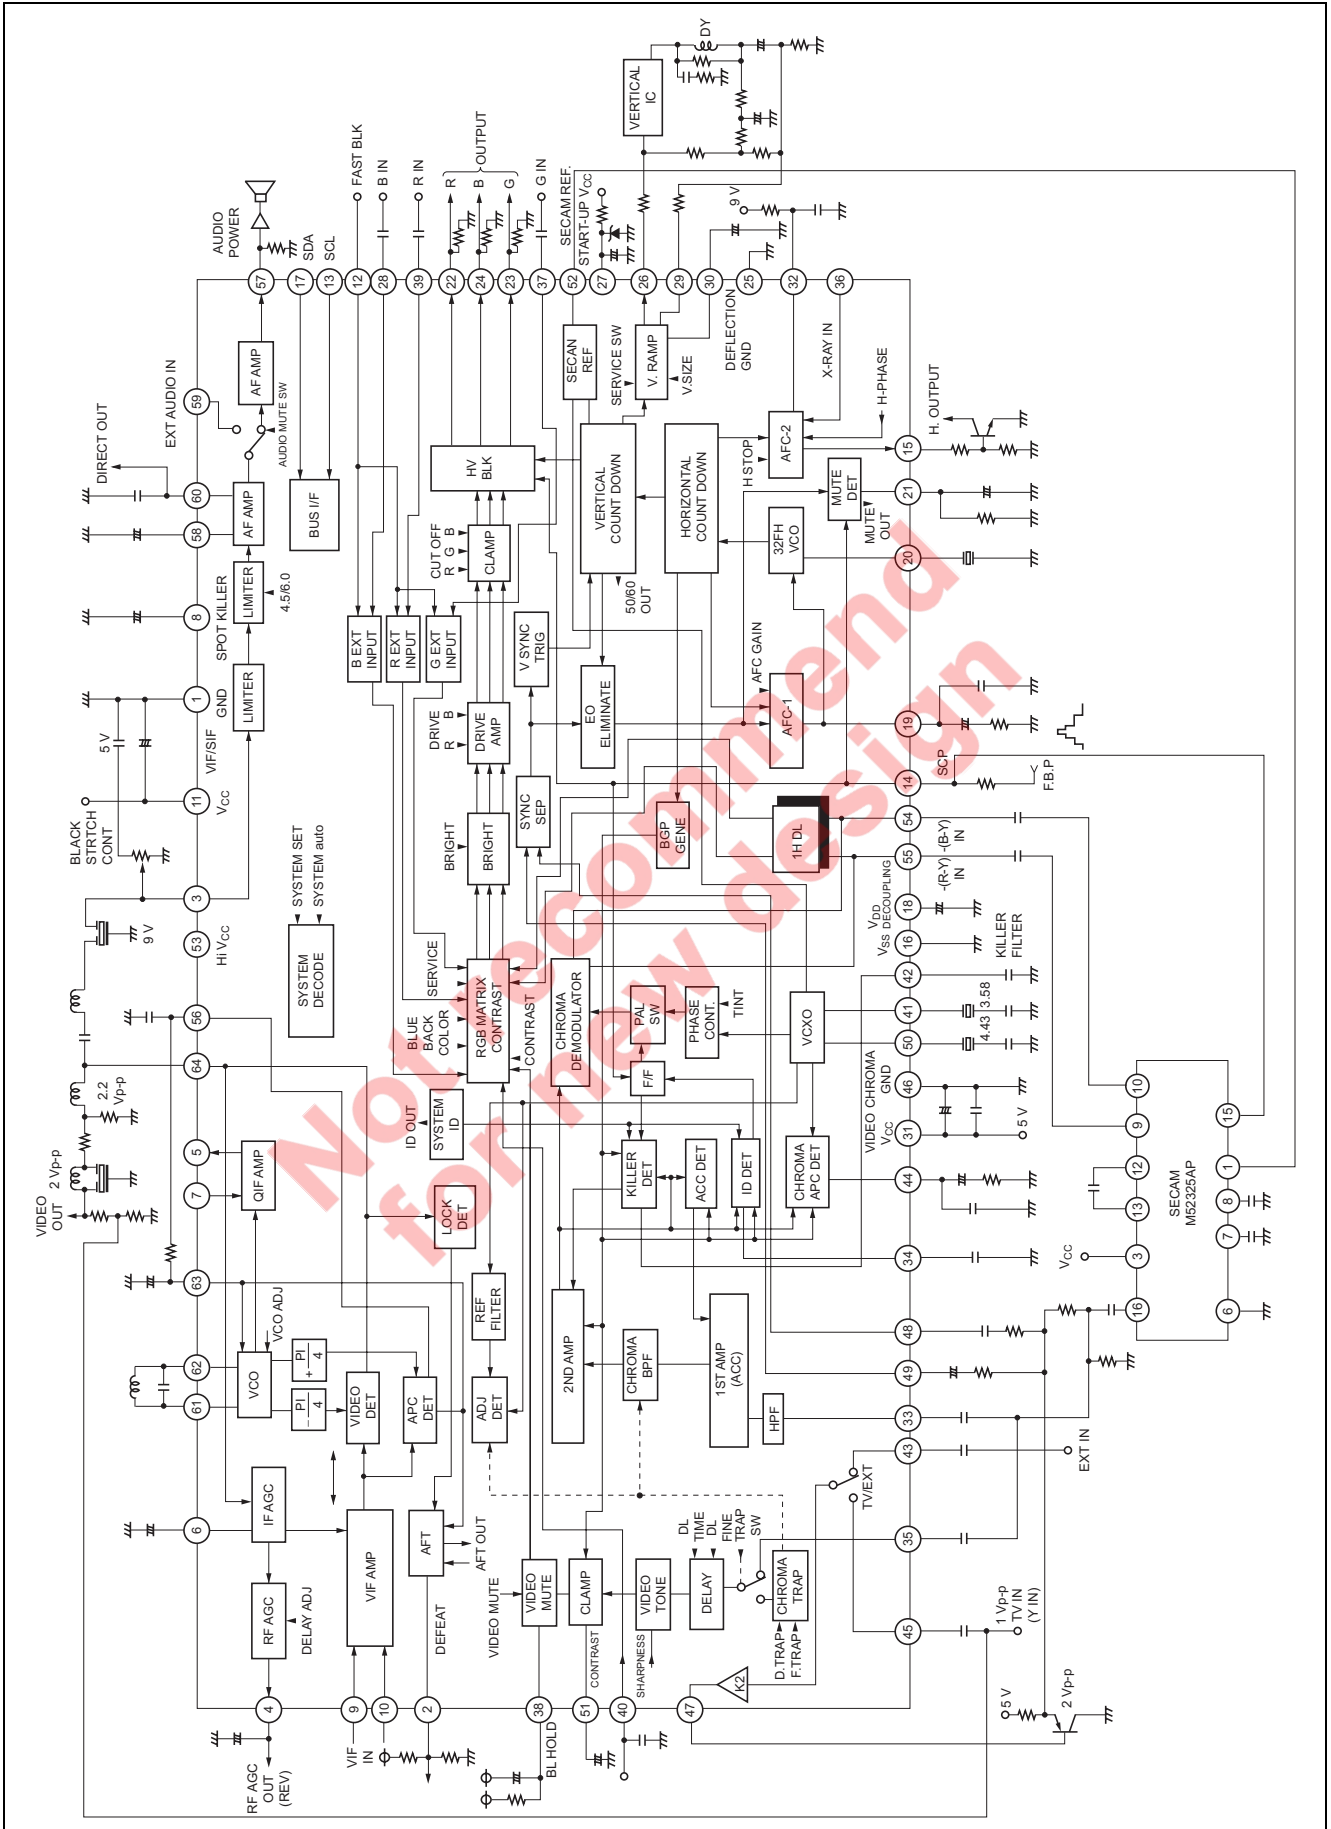 DY
VERTICAL
IC
AUDIO
POWER
SDA
SCL
FAST BLK
B IN
R IN
R
B
G
OUTPUT
G IN
SECAM REF.
START-UP VCC
9 V
57
17
13
12
28
39
22
24
23
37
52
27
26
29
30
25
32
36
EXT AUDIO IN
59
AF AMP
AUDIO MUTE SW
BUS I/F
DIRECT OUT
60
58
AF AMP
HV
BLK
SECAN
REF
SERVICE SW
V. RAMP
V.SIZE
DEFLECTION
GND
X-RAY IN
H-PHASE
H STOP
AFC-2
15
H. OUTPUT
VERTICAL
COUNT DOWN
HORIZONTAL
COUNT DOWN
MUTE
DET
MUTE
OUT
21
32FH
VCO
20
8
SPOT KILLER
LIMITER
4.5/6.0
CUT OFF
R G B
CLAMP
B EXT
INPUT
R EXT
INPUT
G EXT
INPUT
V SYNC
TRIG
50/60
OUT
1
GND
VIF/SIF
LIMITER
5 V
DRIVE
R B
DRIVE
AMP
EO
ELIMINATE
AFC GAIN
AFC-1
19
BLACK
STRTCH
CONT
11
VCC
SYNC
SEP
BRIGHT
BRIGHT
BGP
GENE
1H DL
14
SCP
F.B.P
54
-(B-Y)
IN
55
-(R-Y)
IN
3
9 V
53
Hi VCC
SYSTEM SET
SYSTEM auto
SYSTEM
DECODE
18
VDD
DECOUPLING
16
VSS
42
KILLER
FILTER
41
3.58
50
4.43
SERVICE
BLUE
BACK
COLOR
RGB MATRIX
CONTRAST
CONTRAST
CHROMA
DEMODULATOR
PAL
SW
PHASE
CONT.
TINT
VCXO
F/F
56
64
2.2
Vp-p
5
QIF AMP
7
2 Vp-p
VIDEO
OUT
ID OUT
SYSTEM
ID
LOCK
DET
KILLER
DET
ACC DET
ID DET
CHROMA
APC DET
46
VIDEO CHROMA
GND
31
VCC
5 V
44
34
10
9
12
13
3
VCC
16
15
1
8
7
6
SECAM
M52325AP
63
REF
FILTER
62
61
VCO
VCO ADJ
PI
+
4
PI
−
4
VIDEO
DET
APC
DET
ADJ
DET
2ND AMP
CHROMA
BPF
1ST AMP
(ACC)
HPF
48
49
33
43
EXT IN
TV/EXT
35
6
IF AGC
RF AGC
DELAY ADJ
VIF AMP
AFT
AFT OUT
DEFEAT
VIDEO MUTE
VIDEO
MUTE
CLAMP
CONTRAST
VIDEO
TONE
SHARPNESS
DELAY
DL
TIME
DL
FINE
TRAP
SW
CHROMA
TRAP
D.TRAP
F.TRAP
45
1 Vp-p
TV IN
(Y IN)
K2
4
9
10
2
38
51
40
47
RF AGC
OUT
(REV)
VIF
IN
BL HOLD
5 V
2 Vp-p
Not recommend
for new design